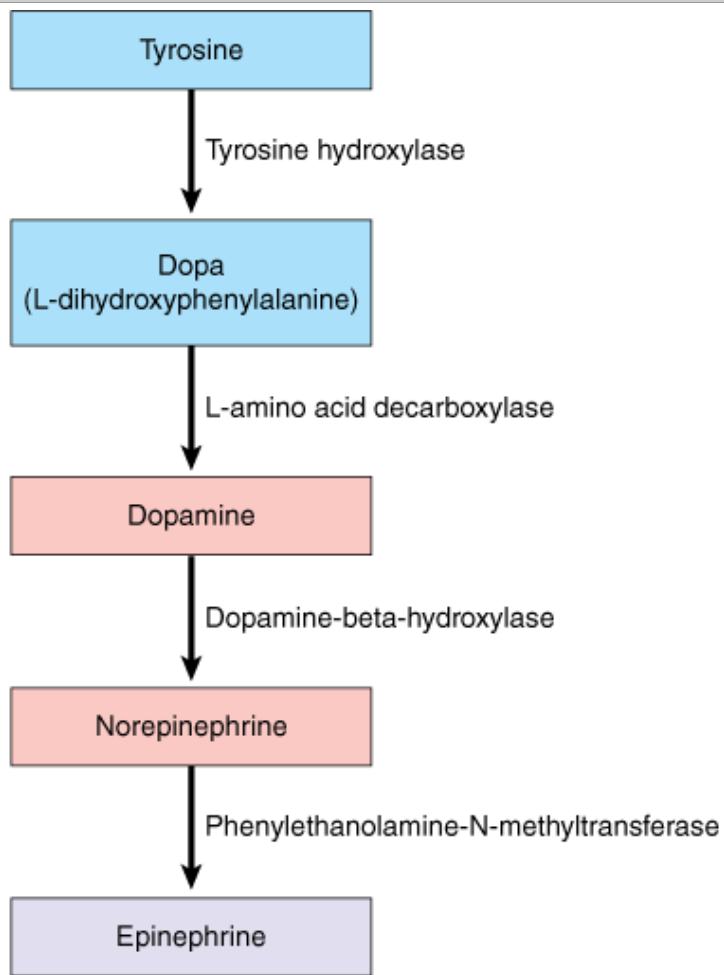 Tyrosine
Tyrosine hydroxylase
Dopa
(L-dihydroxyphenylalanine)
L-amino acid decarboxylase
Dopamine
Dopamine-beta-hydroxylase
Norepinephrine
Phenylethanolamine-N-methyltransferase
Epinephrine